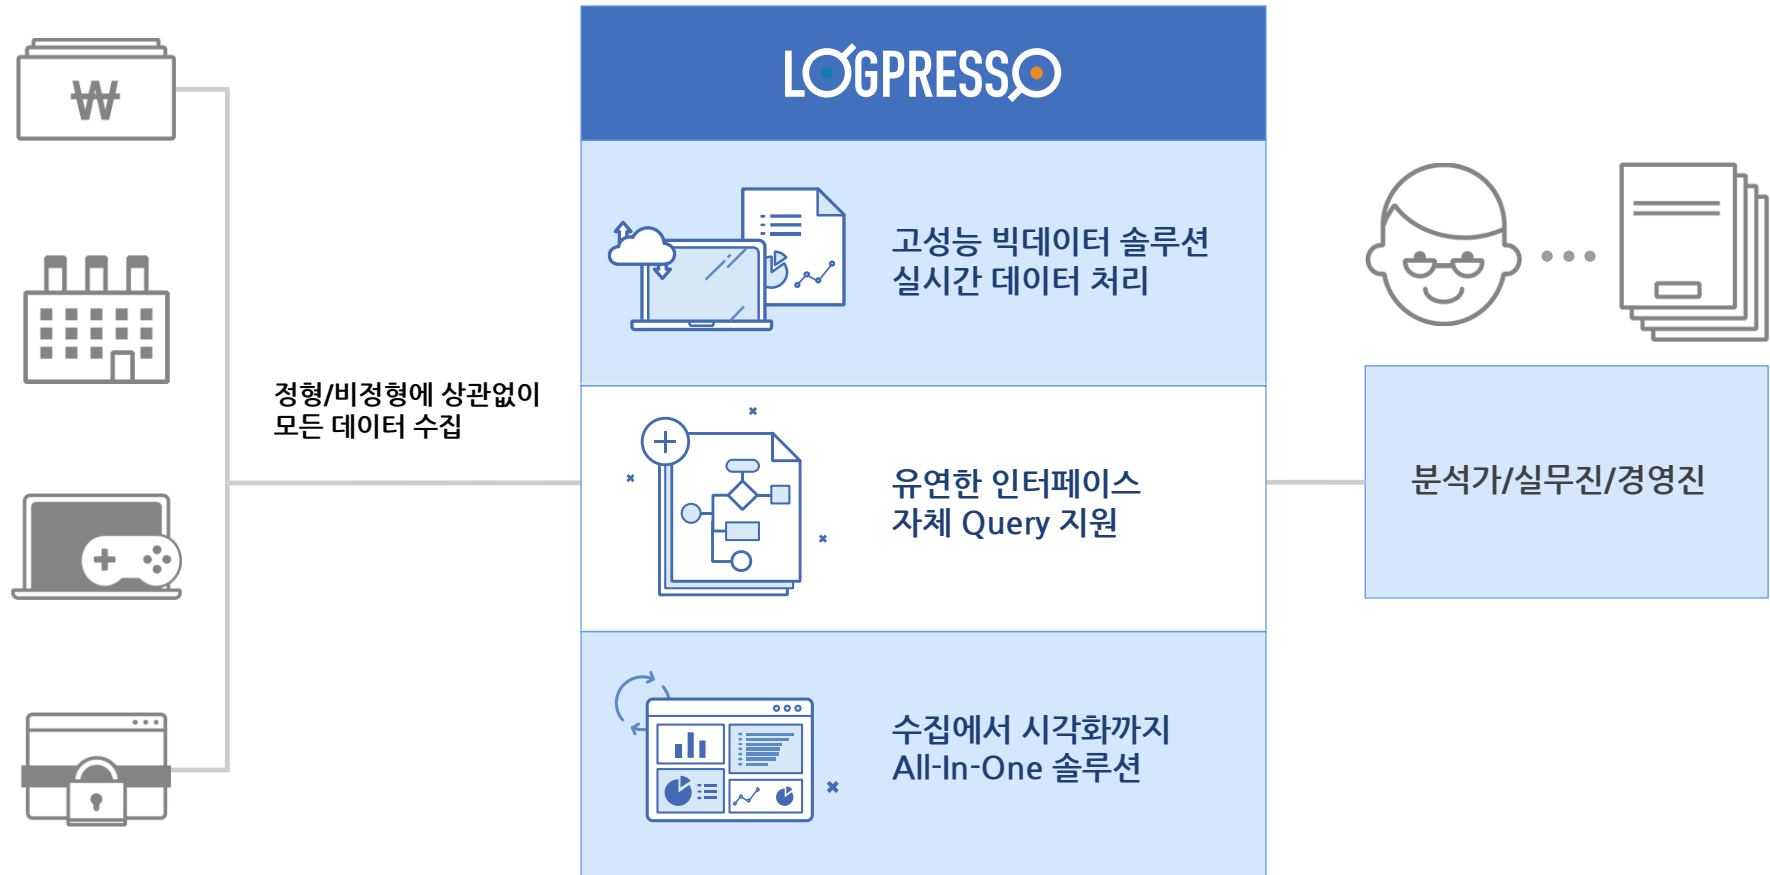 ₩
LOGPRESSO
고성능 빅데이터 솔루션
실시간 데이터 처리
정형/비정형에 상관없이
모든 데이터 수집
유연한 인터페이스
자체 Query 지원
분석가/실무진/경영진
수집에서 시각화까지
All-In-One 솔루션